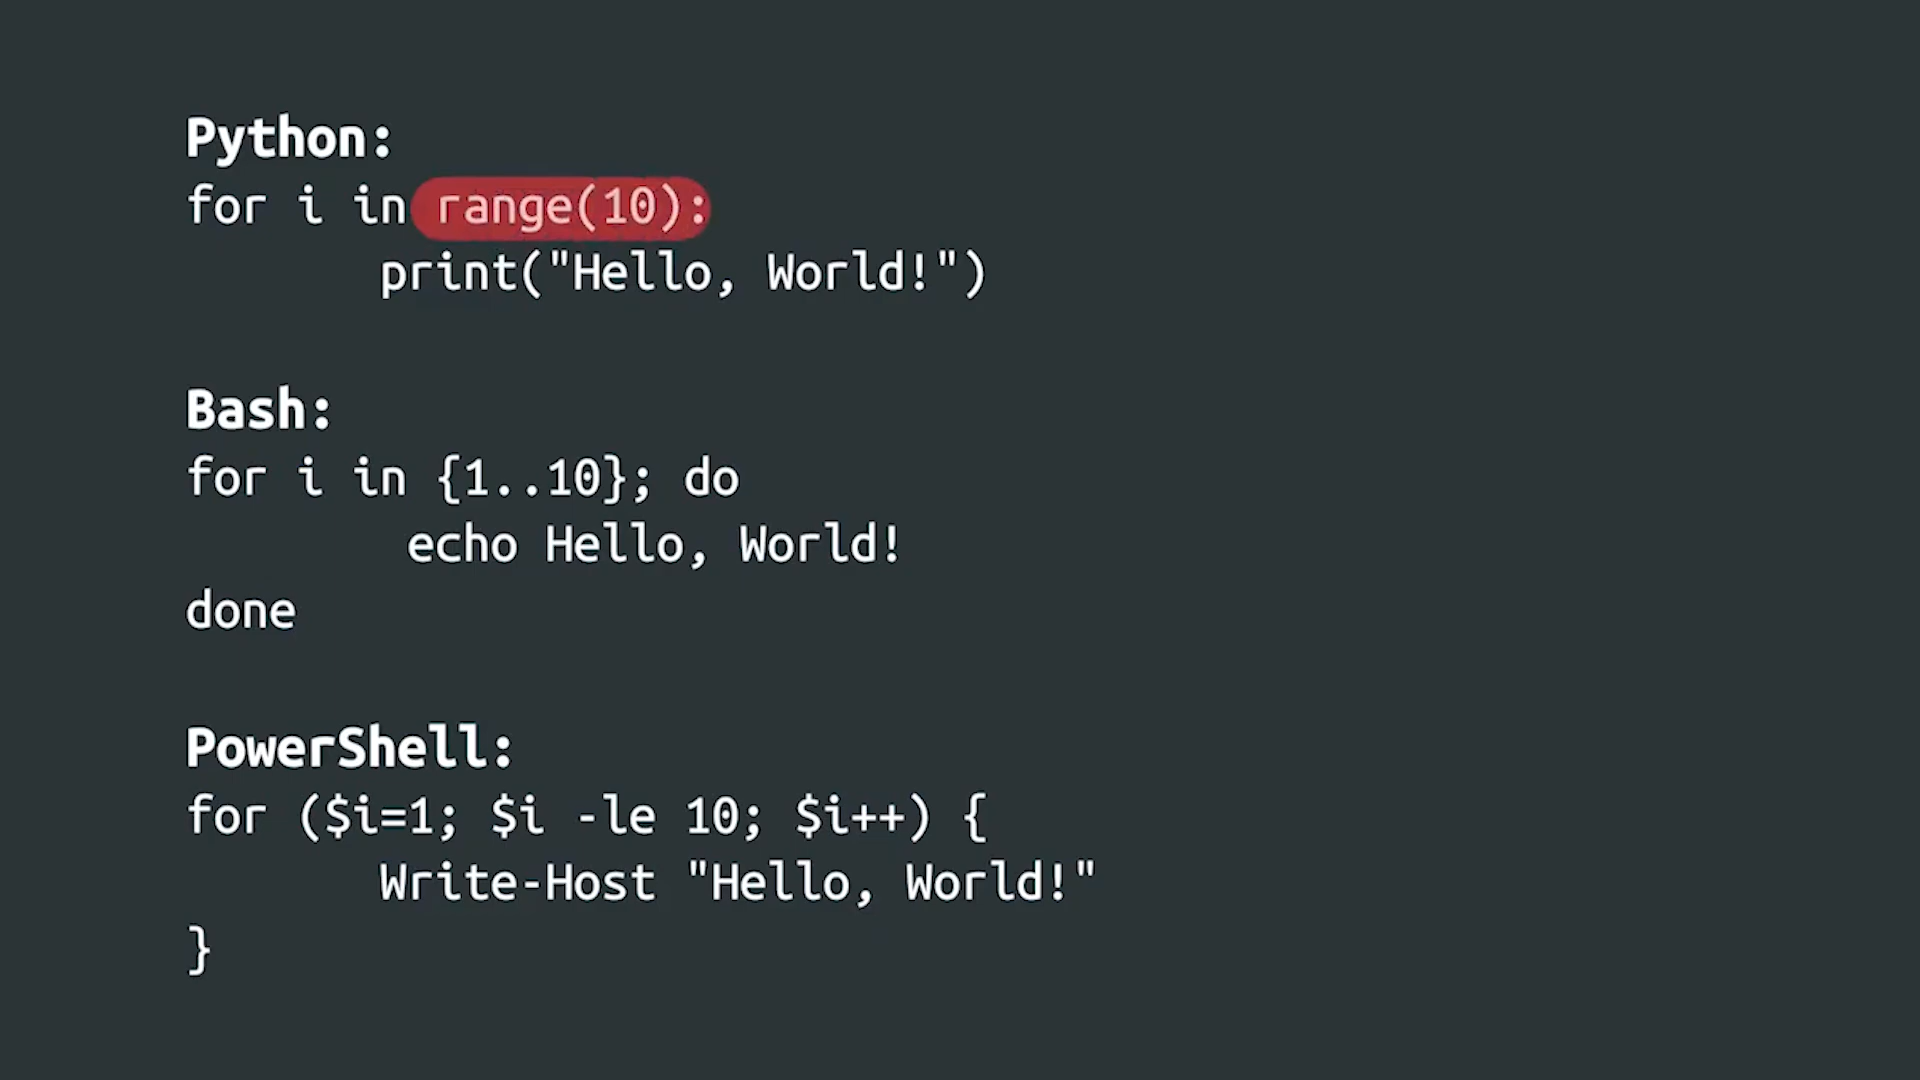 Python:
for i in range(10):
print("Hello, World!")
Bash:
for i in {1..10}; do
echo Hello, World!
done
PowerShell:
for ($i=1; $i -le 10; $i++) {
Write-Host "Hello, World!"
}